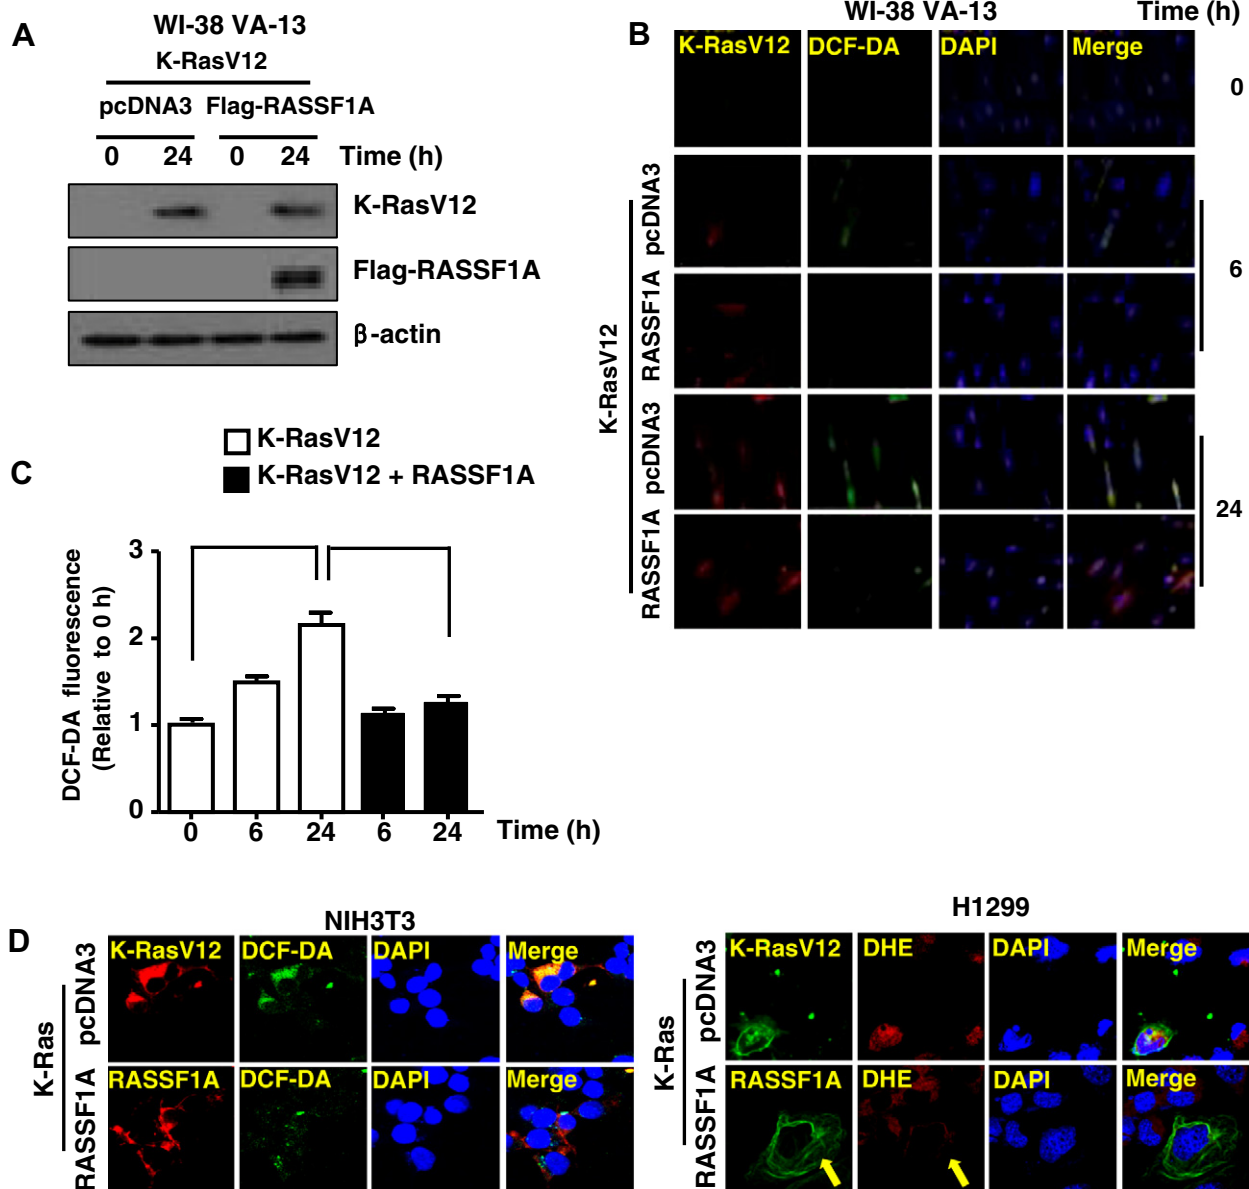 A
WI-38 VA-13
K-RasV12
pcDNA3 Flag-RASSF1A
0 24 0 24 Time (h)
K-RasV12
Flag-RASSF1A
β-actin
B
WI-38 VA-13 Time (h)
K-RasV12 DCF-DA DAPI Merge
0
K-RasV12
pcDNA3
RASSF1A
6
pcDNA3
RASSF1A
24
C
K-RasV12
K-RasV12 + RASSF1A
DCF-DA fluorescence
(Relative to 0 h)
3
2
1
0
0 6 24 6 24 Time (h)
D
NIH3T3
K-Ras
pcDNA3
K-RasV12 DCF-DA DAPI Merge
RASSF1A
RASSF1A DCF-DA DAPI Merge
H1299
K-Ras
pcDNA3
K-RasV12 DHE DAPI Merge
RASSF1A
RASSF1A DHE DAPI Merge